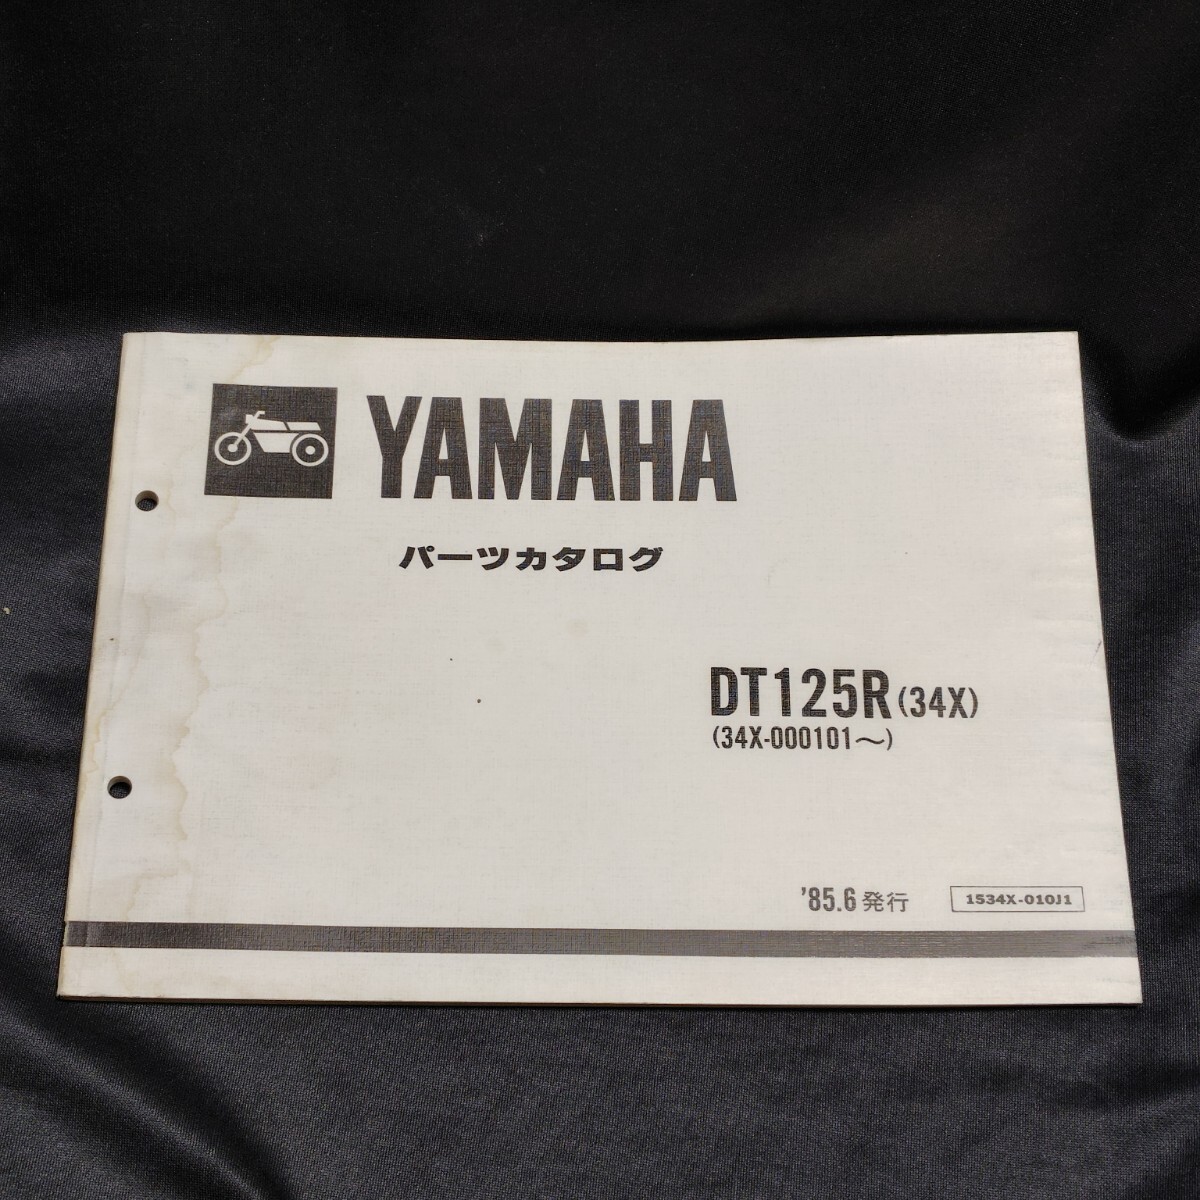 YAMAHA
パーツカタログ
DT125R (34X)
(34X-000101〜)
'85.6 発行
1534X-010J1